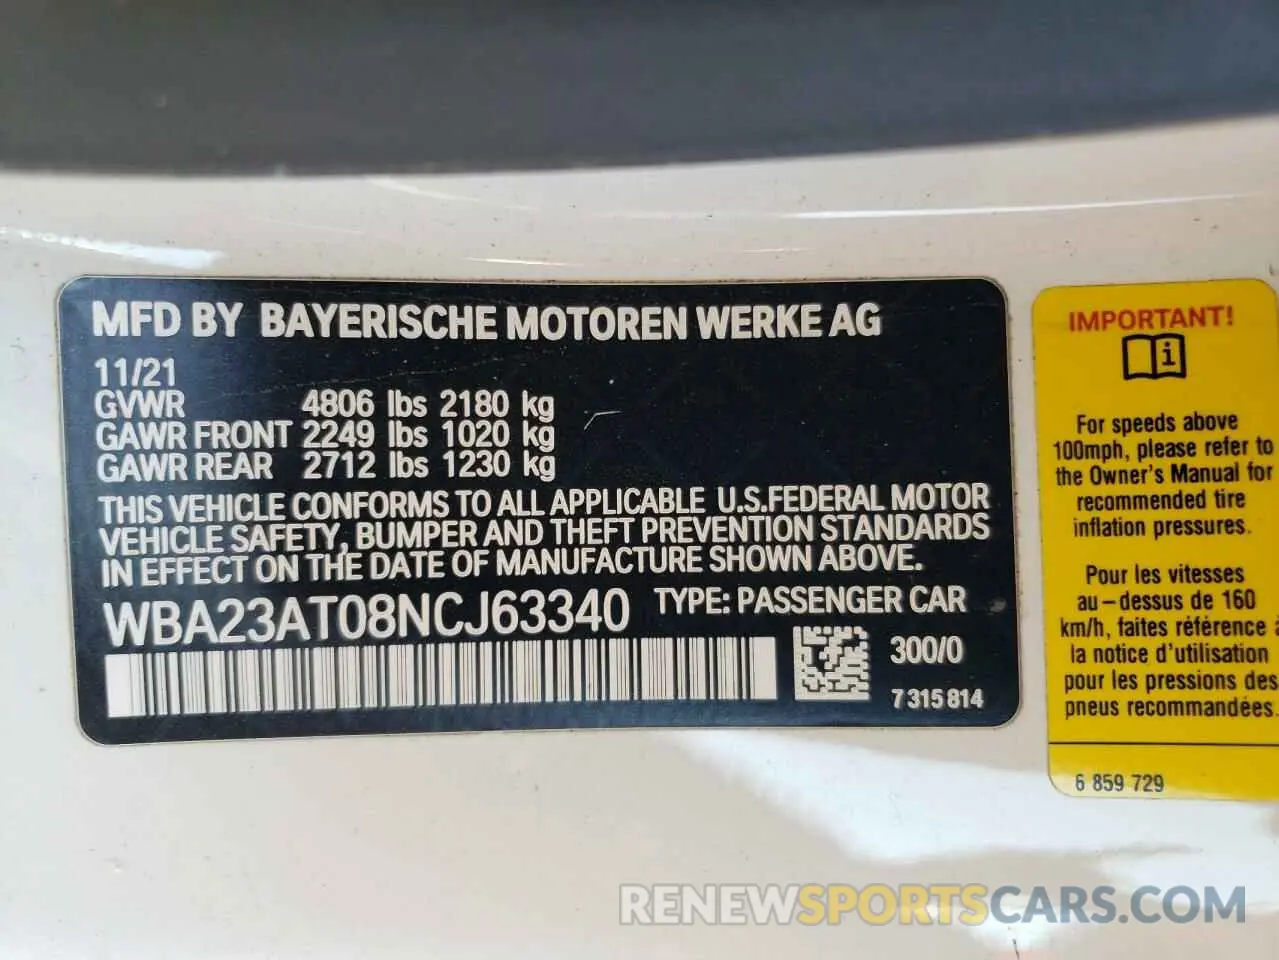 MFD BY BAYERISCHE MOTOREN WERKE AG
11/21
GVWR 4806 lbs 2180 kg
GAWR FRONT 2249 lbs 1020 kg
GAWR REAR 2712 lbs 1230 kg
THIS VEHICLE CONFORMS TO ALL APPLICABLE U.S.FEDERAL MOTOR
VEHICLE SAFETY, BUMPER AND THEFT PREVENTION STANDARDS
IN EFFECT ON THE DATE OF MANUFACTURE SHOWN ABOVE.
WBA23AT08NCJ63340 TYPE: PASSENGER CAR
300/0
7 315 814
IMPORTANT!
For speeds above
100mph, please refer to
the Owner's Manual for
recommended tire
inflation pressures.
Pour les vitesses
au-dessus de 160
km/h, faites référence à
la notice d'utilisation
pour les pressions des
pneus recommandées.
6 859 729
RENEWSPORTSCARS.COM